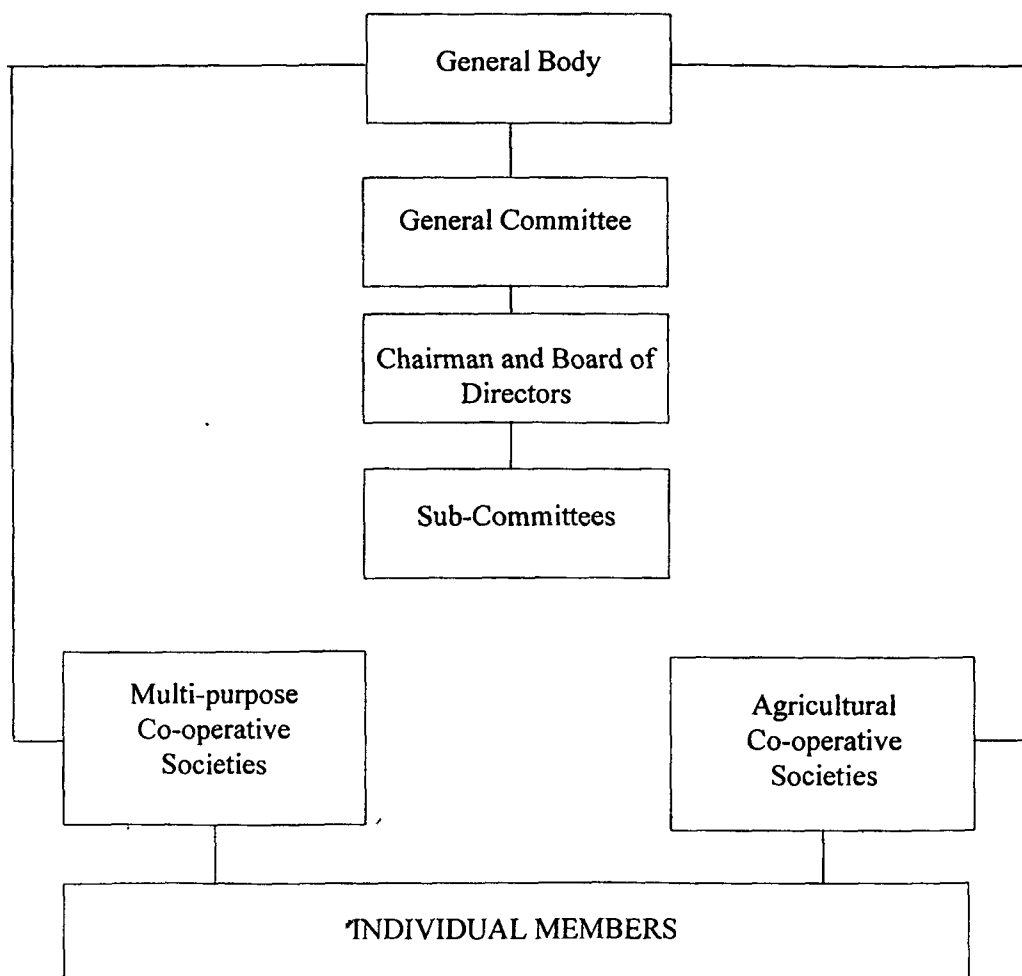 General Body
General Committee
Chairman and Board of
Directors
Sub-Committees
Multi-purpose
Co-operative
Societies
Agricultural
Co-operative
Societies
INDIVIDUAL MEMBERS